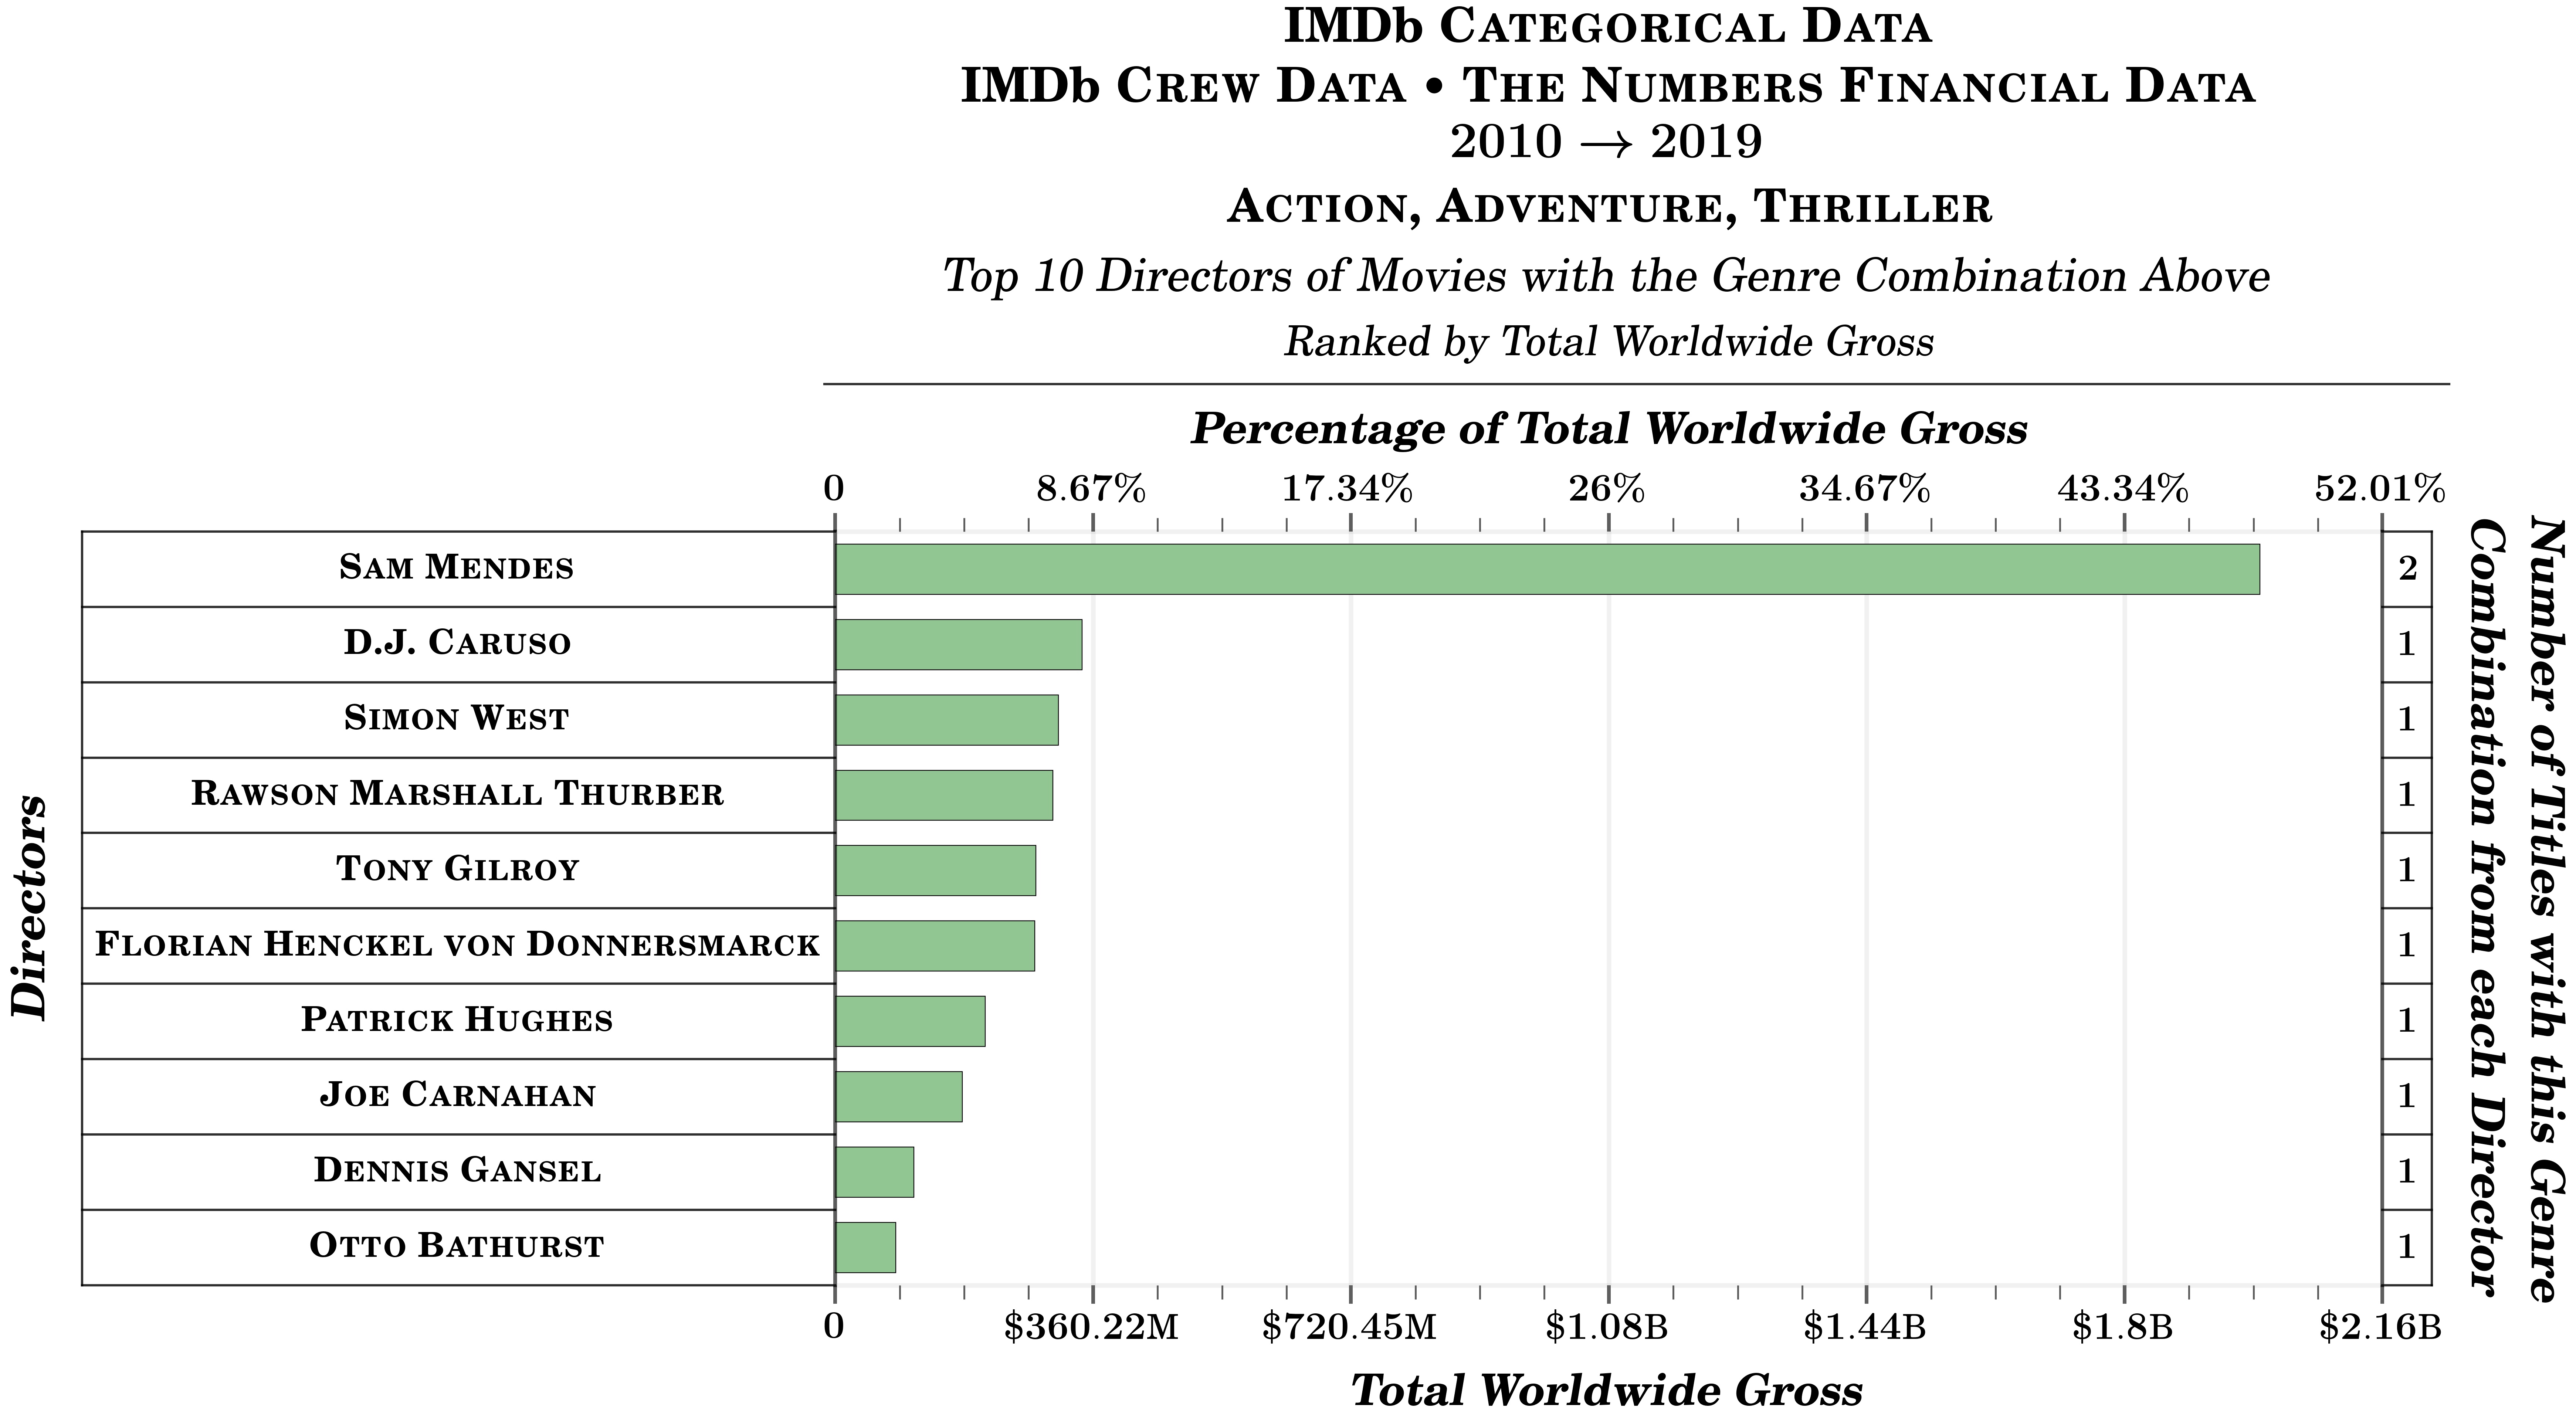 IMDb Categorical Data
IMDb Crew Data • The Numbers Financial Data
2010 → 2019
Action, Adventure, Thriller
Top 10 Directors of Movies with the Genre Combination Above
Ranked by Total Worldwide Gross
Percentage of Total Worldwide Gross
0 8.67% 17.34% 26% 34.67% 43.34% 52.01%
Sam Mendes 2
D.J. Caruso 1
Simon West 1
Rawson Marshall Thurber 1
Tony Gilroy 1
Florian Henckel von Donnersmarck 1
Patrick Hughes 1
Joe Carnahan 1
Dennis Gansel 1
Otto Bathurst 1
0 $360.22M $720.45M $1.08B $1.44B $1.8B $2.16B
Total Worldwide Gross
Directors
Number of Titles with this Genre
Combination from each Director